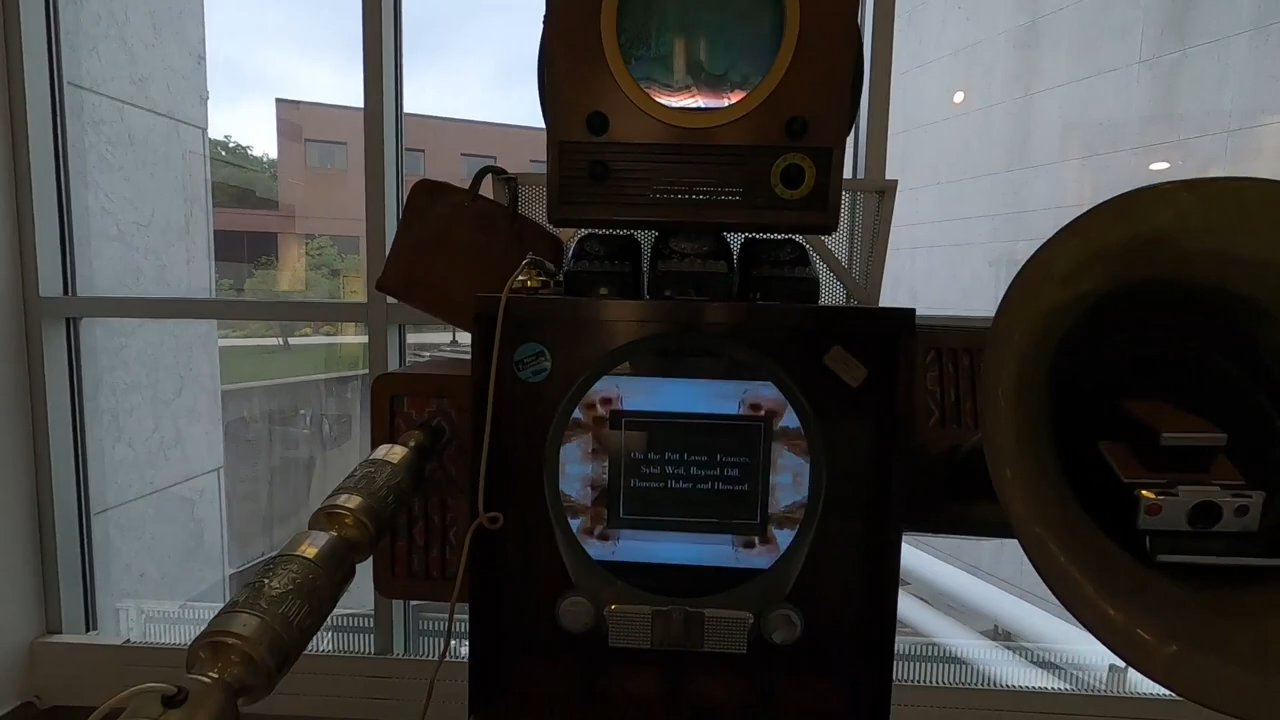 On the Pitt Lawn. Frances,
Sybil Weil, Bayard Dill,
Florence Haber and Howard.